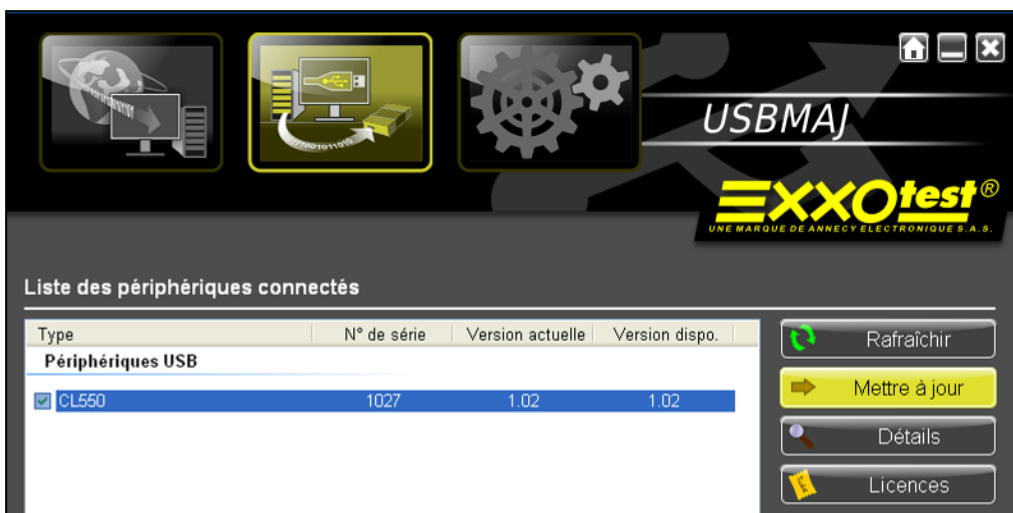 USBMAJ
EXXOtest®
UNE MARQUE DE ANNECY ELECTRONIQUE S.A.S.
Liste des périphériques connectés
Type N° de série Version actuelle Version dispo.
Périphériques USB
CL550 1027 1.02 1.02
Rafraîchir
Mettre à jour
Détails
Licences